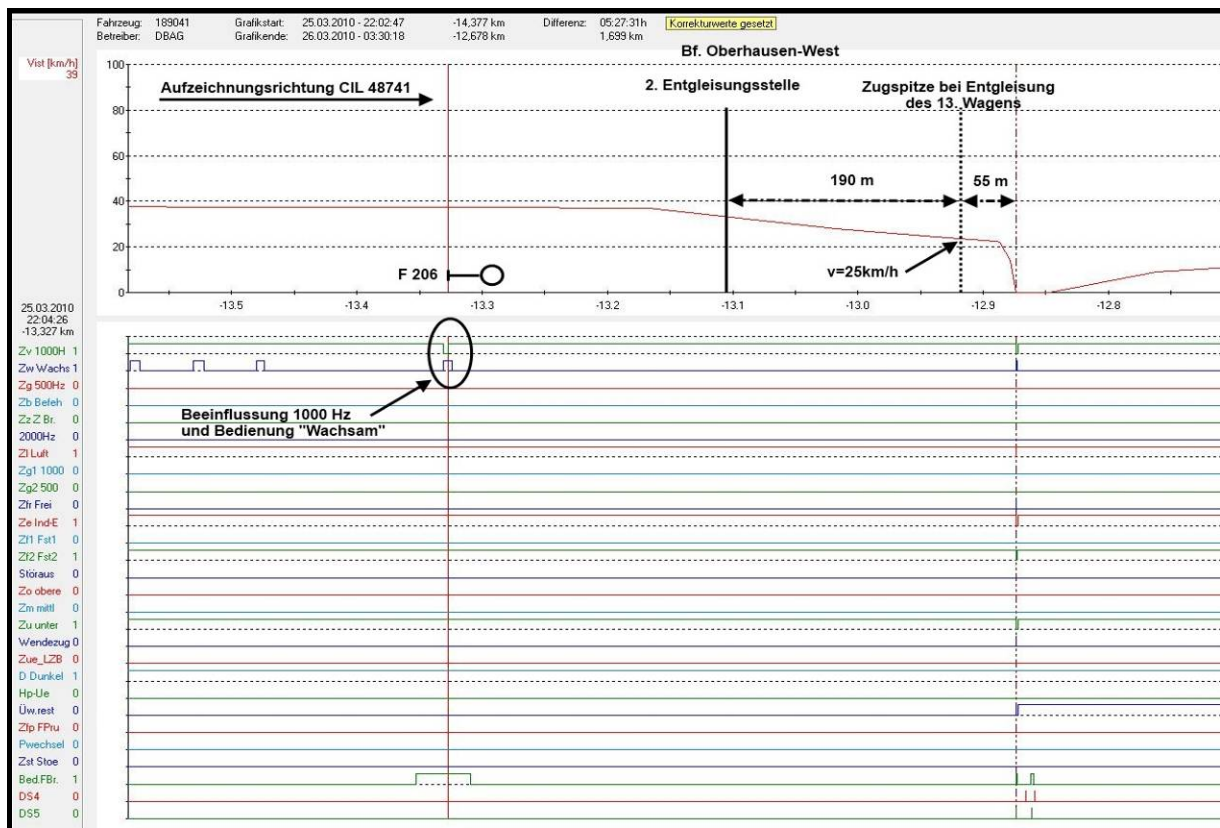 Fahrzeug: 189041 Grafikstart: 25.03.2010 - 22:02:47 -14,377 km Differenz: 05:27:31h Korrekturwerte gesetzt
Betreiber: DBAG Grafikende: 26.03.2010 - 03:30:18 -12,678 km 1,699 km
Bf. Oberhausen-West
Vist [km/h]
39
100
80
60
40
20
0
Aufzeichnungsrichtung CIL 48741
2. Entgleisungsstelle
Zugspitze bei Entgleisung
des 13. Wagens
190 m
55 m
F 206
v=25km/h
-13.5 -13.4 -13.3 -13.2 -13.1 -13.0 -12.9 -12.8
25.03.2010
22:04:26
-13,327 km
Zv 1000H 1
Zw Wachs 1
Zg 500Hz 0
Zb Befeh 0
Zz Z Br. 0
2000Hz 0
Zl Luft 1
Zg1 1000 0
Zg2 500 0
Zfr Frei 0
Ze Ind-E 1
Zf1 Fst1 0
Zf2 Fst2 1
Störaus 0
Zo obere 0
Zm mittl 0
Zu unter 1
Wendezug 0
Zue_LZB 0
D Dunkel 1
Hp-Ue 0
Üw.rest 0
Zfp FPru 0
Pwechsel 0
Zst Stoe 0
Bed.FBr. 1
DS4 0
DS5 0
Beeinflussung 1000 Hz
und Bedienung "Wachsam"